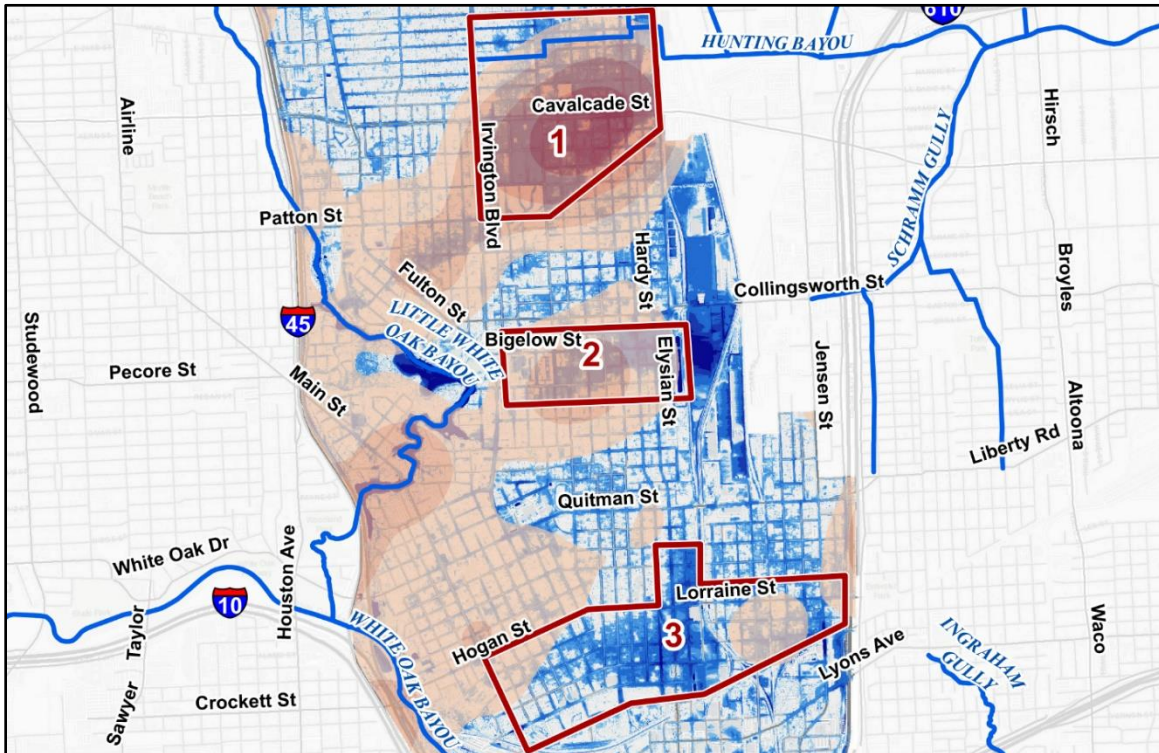 610
HUNTING BAYOU
Airline
Cavalcade St
Hirsch
1
Irvington Blvd
SCHRAMM GULLY
Patton St
Hardy St
Broyles
Fulton St
Collingsworth St
45
LITTLE WHITE
OAK BAYOU
Studewood
Bigelow St
2
Elysian St
Jensen St
Pecore St
Main St
Altoona
Liberty Rd
Quitman St
White Oak Dr
Houston Ave
10
Lorraine St
Taylor
Hogan St
3
Waco
WHITE OAK BAYOU
Lyons Ave
INGRAHAM
GULLY
Crockett St
Sawyer